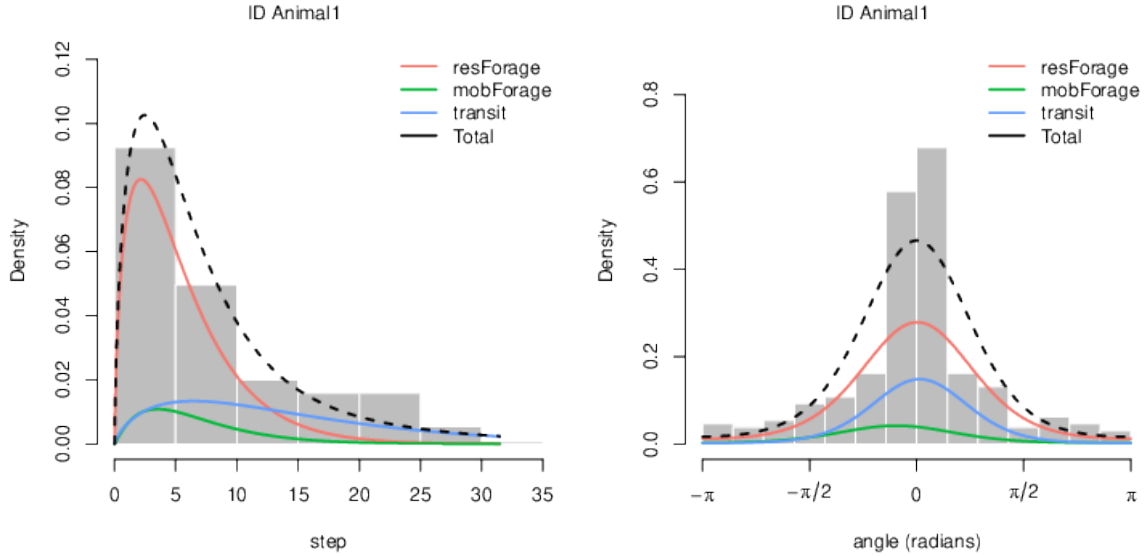 ID Animal1
Density
0.00
0.02
0.04
0.06
0.08
0.10
0.12
resForage
mobForage
transit
Total
0
5
10
15
20
25
30
35
step
ID Animal1
Density
0.0
0.2
0.4
0.6
0.8
resForage
mobForage
transit
Total
−π
−π/2
0
π/2
π
angle (radians)